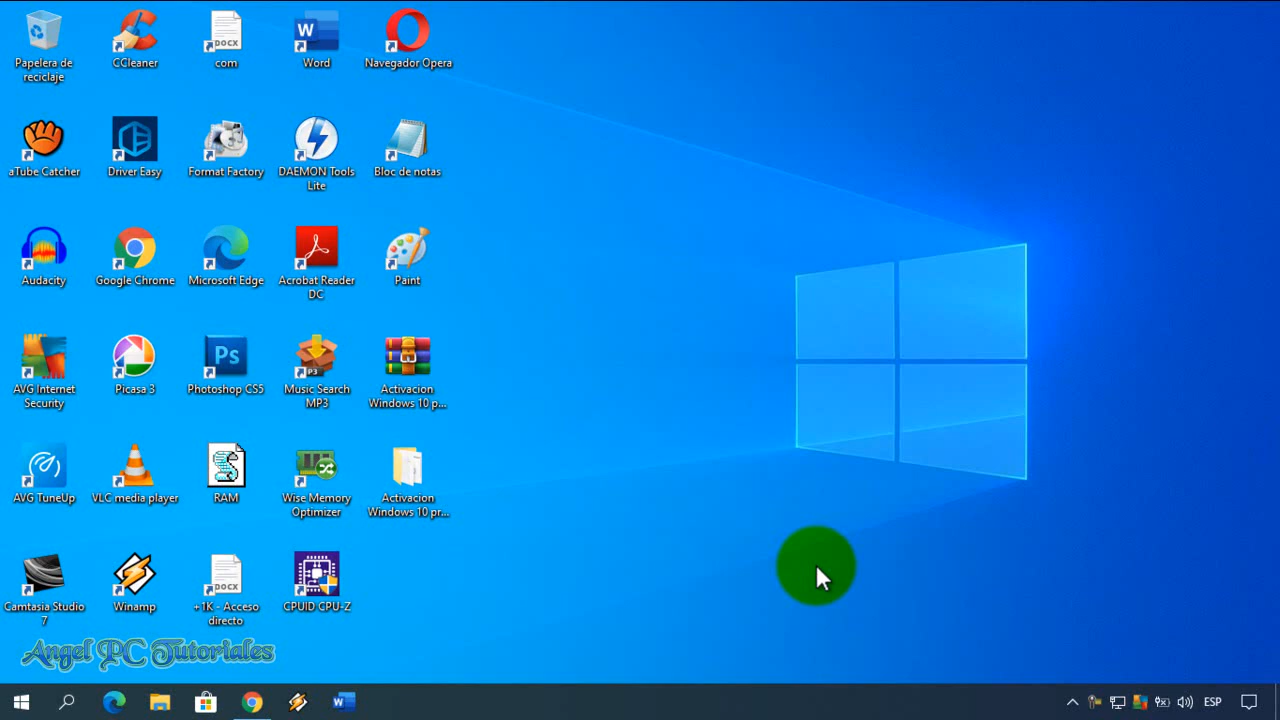 Papelera de
reciclaje
CCleaner
DOCX
com
W
Word
Navegador Opera
aTube Catcher
Driver Easy
Format Factory
DAEMON Tools
Lite
Bloc de notas
Audacity
Google Chrome
Microsoft Edge
Acrobat Reader
DC
Paint
AVG Internet
Security
Picasa 3
Ps
Photoshop CS5
P3
Music Search
MP3
Activacion
Windows 10 p...
AVG TuneUp
VLC media player
S
RAM
Wise Memory
Optimizer
Activacion
Windows 10 pr...
Camtasia Studio
7
Winamp
DOCX
+1K - Acceso
directo
CPUID CPU-Z
Angel PC Tutoriales
W
ESP